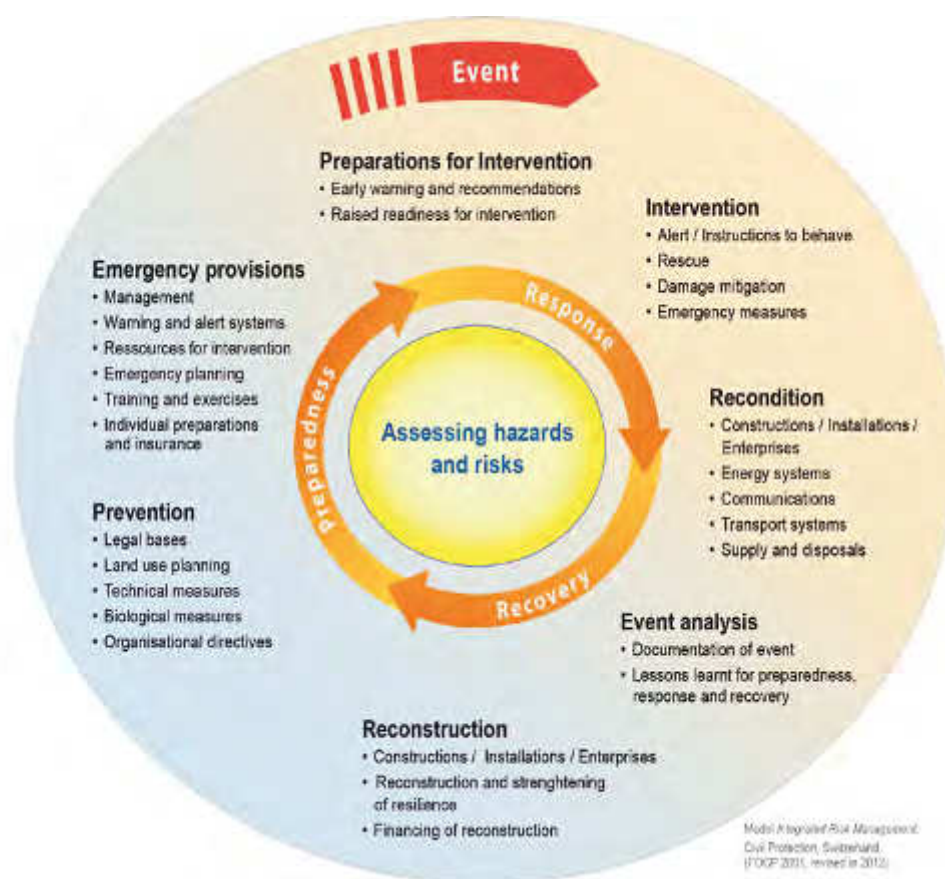 Event
Preparations for Intervention
• Early warning and recommendations
• Raised readiness for intervention
Intervention
• Alert / Instructions to behave
• Rescue
• Damage mitigation
• Emergency measures
Emergency provisions
• Management
• Warning and alert systems
• Ressources for intervention
• Emergency planning
• Training and exercises
• Individual preparations
and insurance
Response
Preparedness
Recovery
Assessing hazards
and risks
Recondition
• Constructions / Installations /
Enterprises
• Energy systems
• Communications
• Transport systems
• Supply and disposals
Prevention
• Legal bases
• Land use planning
• Technical measures
• Biological measures
• Organisational directives
Event analysis
• Documentation of event
• Lessons learnt for preparedness,
response and recovery
Reconstruction
• Constructions / Installations / Enterprises
• Reconstruction and strenghtening
of resilience
• Financing of reconstruction
Model Integrated Risk Management
Civil Protection, Switzerland
(FOCP 2001, revised in 2012)